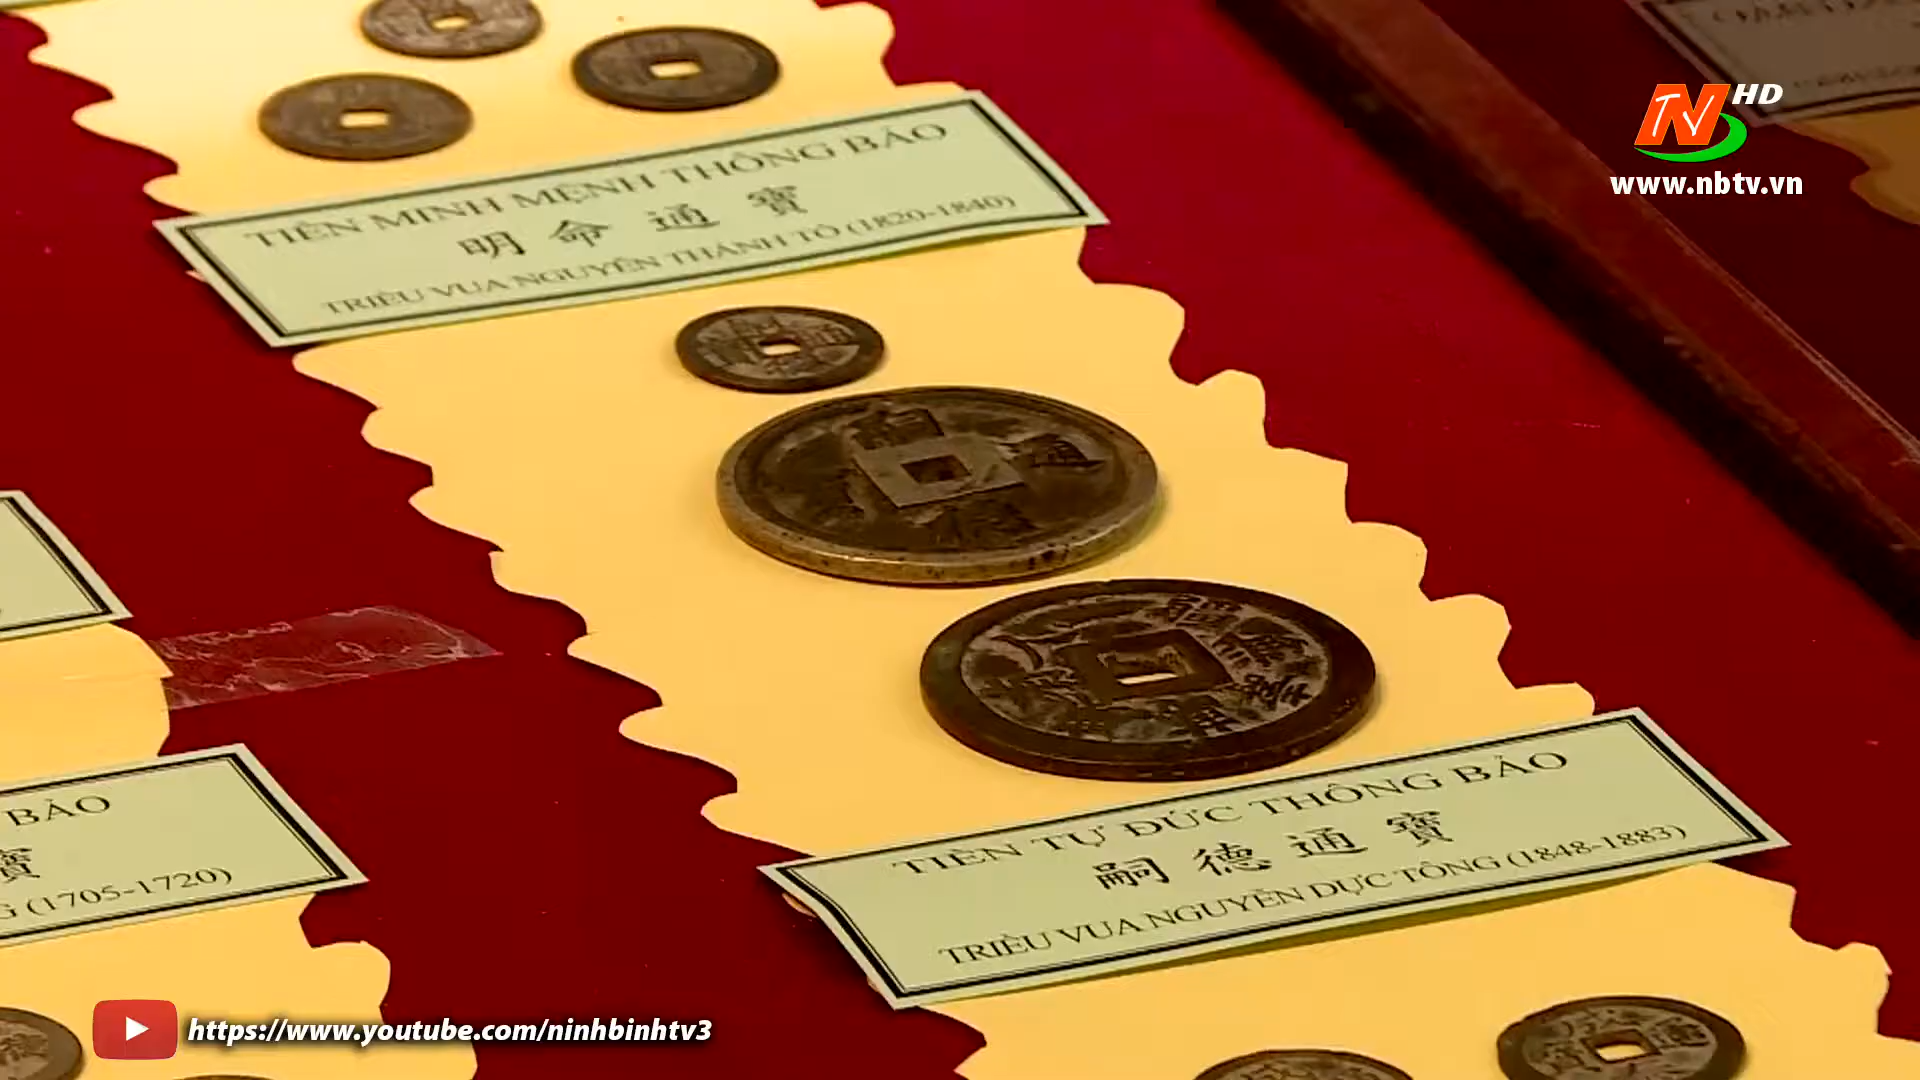 TIỀN MINH MỆNH THÔNG BẢO
明命通寶
TRIỀU VUA NGUYỄN THÁNH TỔ (1820-1840)
NTV HD
www.nbtv.vn
BẢO
寶
G (1705-1720)
TIỀN TỰ ĐỨC THÔNG BẢO
嗣德通寶
TRIỀU VUA NGUYỄN DỰC TÔNG (1848-1883)
https://www.youtube.com/ninhbinhtv3